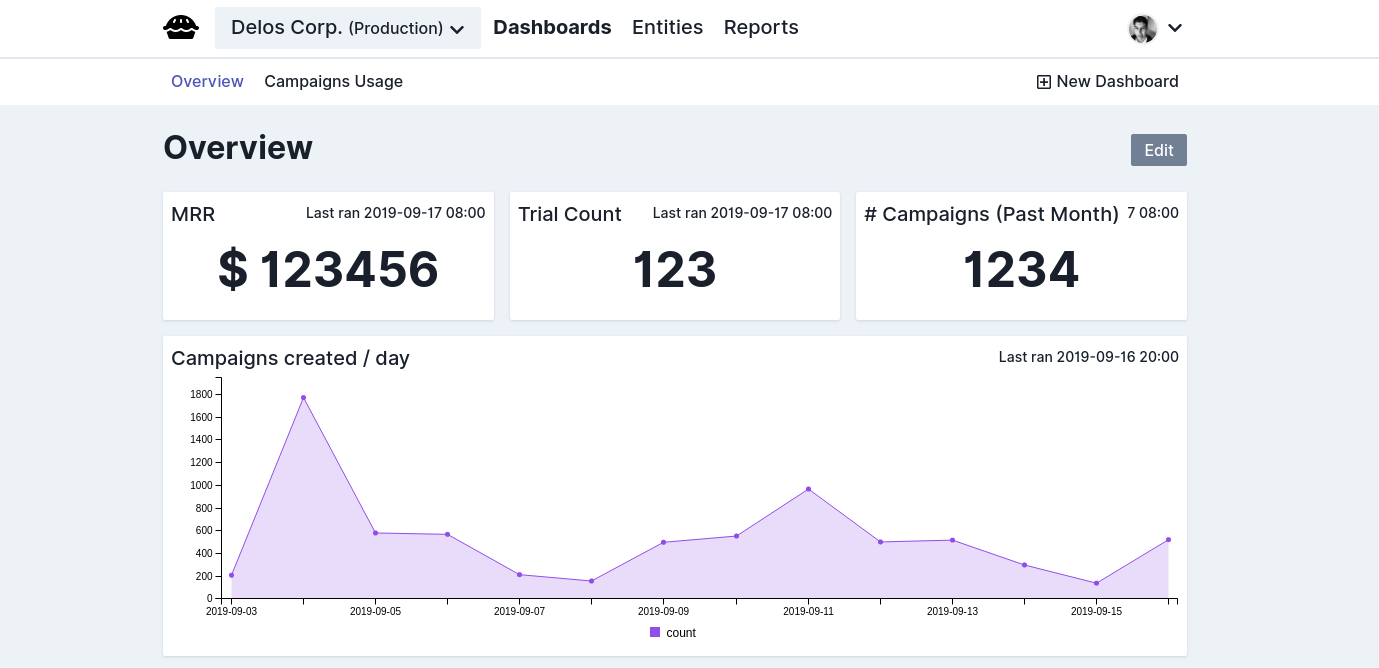 Delos Corp. (Production) Dashboards Entities Reports
Overview Campaigns Usage New Dashboard
Overview Edit
MRR Last ran 2019-09-17 08:00
$ 123456
Trial Count Last ran 2019-09-17 08:00
123
# Campaigns (Past Month) 7 08:00
1234
Campaigns created / day Last ran 2019-09-16 20:00
1800
1600
1400
1200
1000
800
600
400
200
0
2019-09-03 2019-09-05 2019-09-07 2019-09-09 2019-09-11 2019-09-13 2019-09-15
count